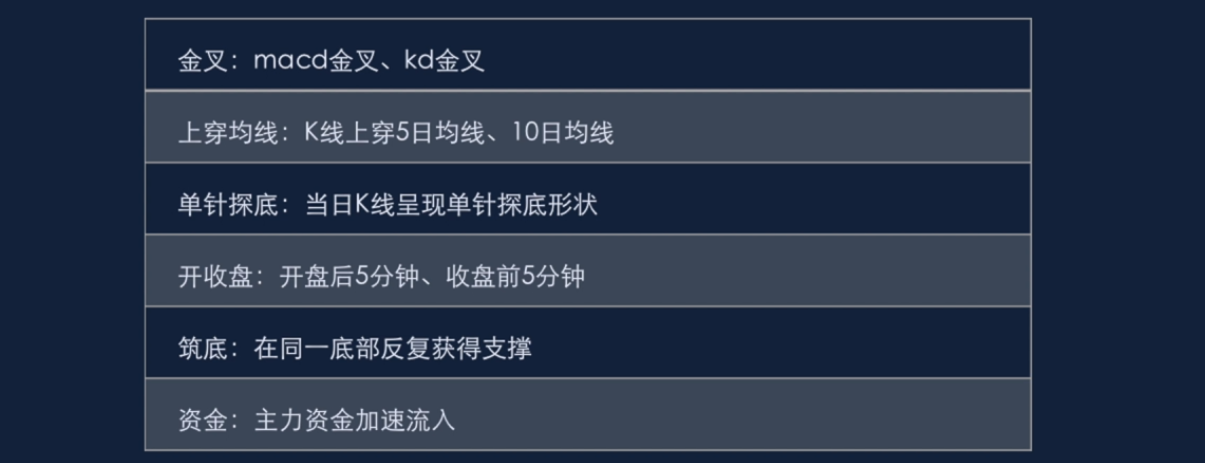 金叉：macd金叉、kd金叉
上穿均线：K线上穿5日均线、10日均线
单针探底：当日K线呈现单针探底形状
开收盘：开盘后5分钟、收盘前5分钟
筑底：在同一底部反复获得支撑
资金：主力资金加速流入